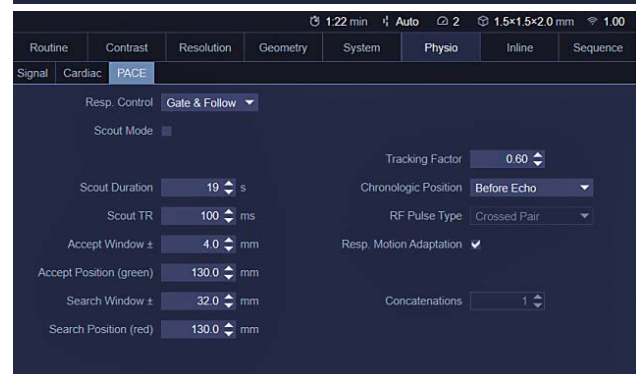 1:22 min Auto 2 1.5×1.5×2.0 mm 1.00
Routine Contrast Resolution Geometry System Physio Inline Sequence
Signal Cardiac PACE
Resp. Control Gate & Follow
Scout Mode
Tracking Factor 0.60
Scout Duration 19 s Chronologic Position Before Echo
Scout TR 100 ms RF Pulse Type Crossed Pair
Accept Window ± 4.0 mm Resp. Motion Adaptation
Accept Position (green) 130.0 mm
Search Window ± 32.0 mm Concatenations 1
Search Position (red) 130.0 mm